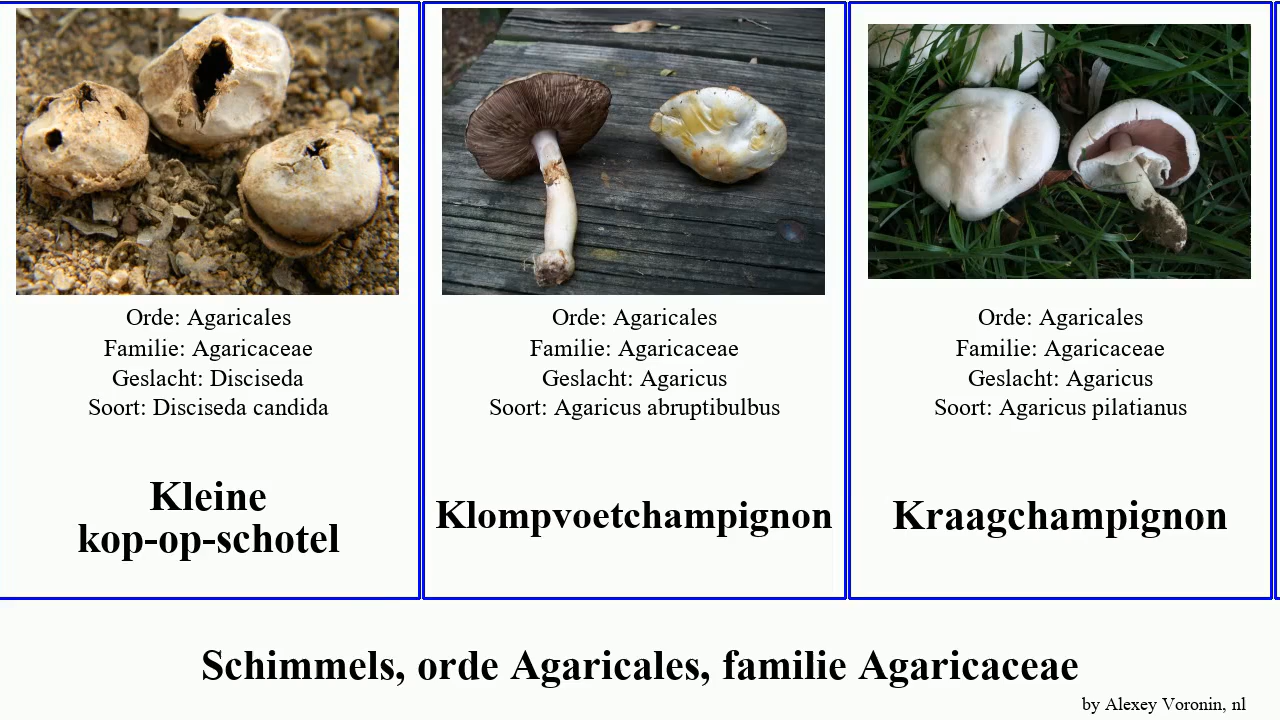 Orde: Agaricales
Familie: Agaricaceae
Geslacht: Disciseda
Soort: Disciseda candida
Kleine
kop-op-schotel
Orde: Agaricales
Familie: Agaricaceae
Geslacht: Agaricus
Soort: Agaricus abruptibulbus
Klompvoetchampignon
Orde: Agaricales
Familie: Agaricaceae
Geslacht: Agaricus
Soort: Agaricus pilatianus
Kraagchampignon
Schimmels, orde Agaricales, familie Agaricaceae
by Alexey Voronin, nl